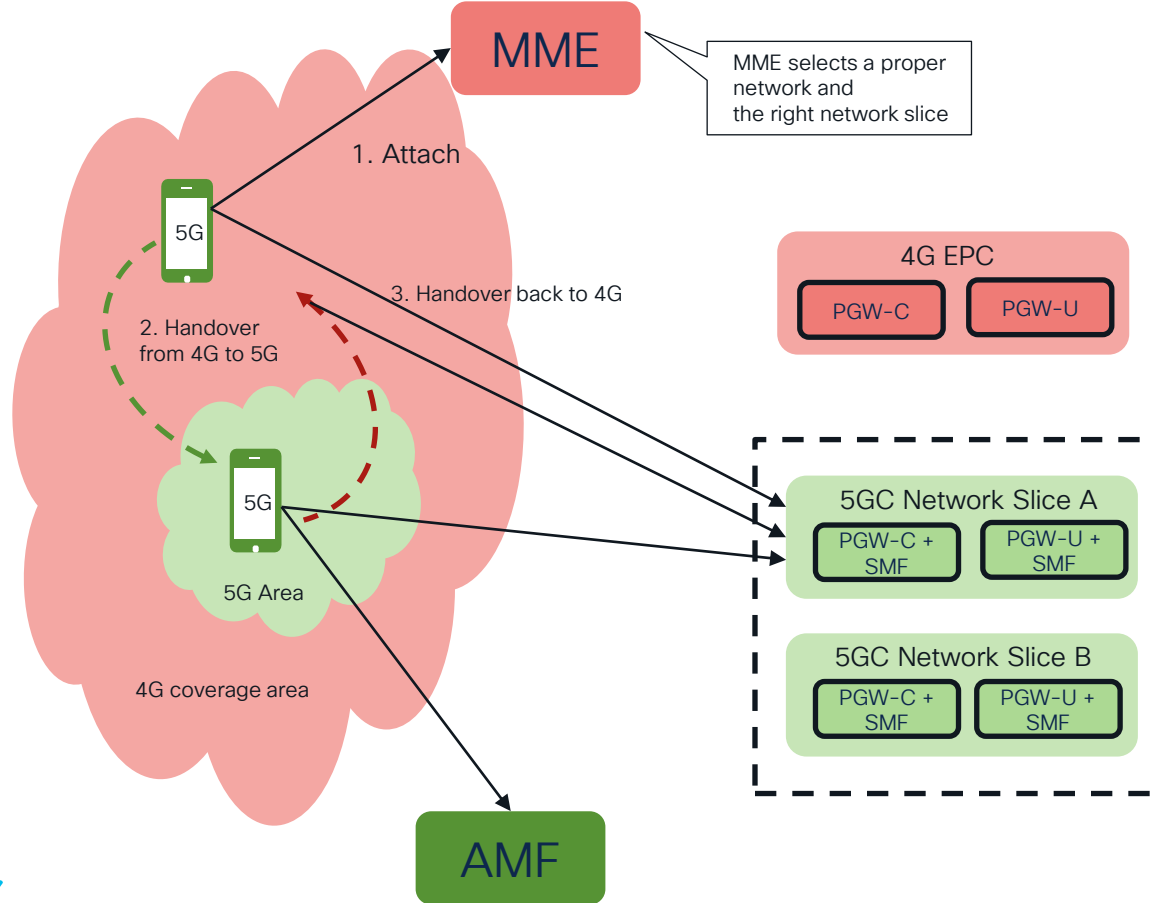 MME
MME selects a proper
network and
the right network slice
1. Attach
5G
4G EPC
PGW-C
PGW-U
3. Handover back to 4G
2. Handover
from 4G to 5G
5G
5G Area
4G coverage area
5GC Network Slice A
PGW-C +
SMF
PGW-U +
SMF
5GC Network Slice B
PGW-C +
SMF
PGW-U +
SMF
AMF